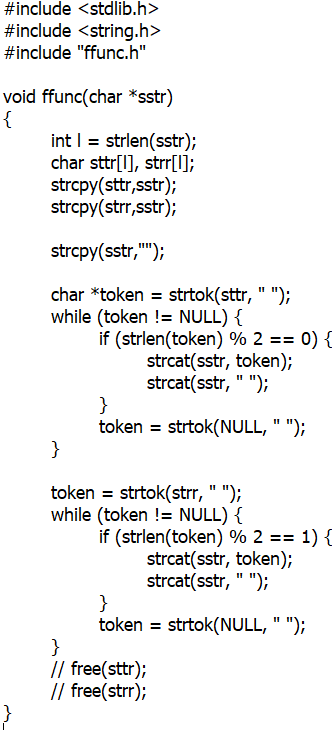 #include <stdlib.h>
#include <string.h>
#include "ffunc.h"

void ffunc(char *sstr)
{
	int l = strlen(sstr);
	char sttr[l], strr[l];
	strcpy(sttr,sstr);
	strcpy(strr,sstr);

	strcpy(sstr,"");

	char *token = strtok(sttr, " ");
	while (token != NULL) {
		if (strlen(token) % 2 == 0) {
			strcat(sstr, token);
			strcat(sstr, " ");
		}
		token = strtok(NULL, " ");
	}

	token = strtok(strr, " ");
	while (token != NULL) {
		if (strlen(token) % 2 == 1) {
			strcat(sstr, token);
			strcat(sstr, " ");
		}
		token = strtok(NULL, " ");
	}
	// free(sttr);
	// free(strr);
}